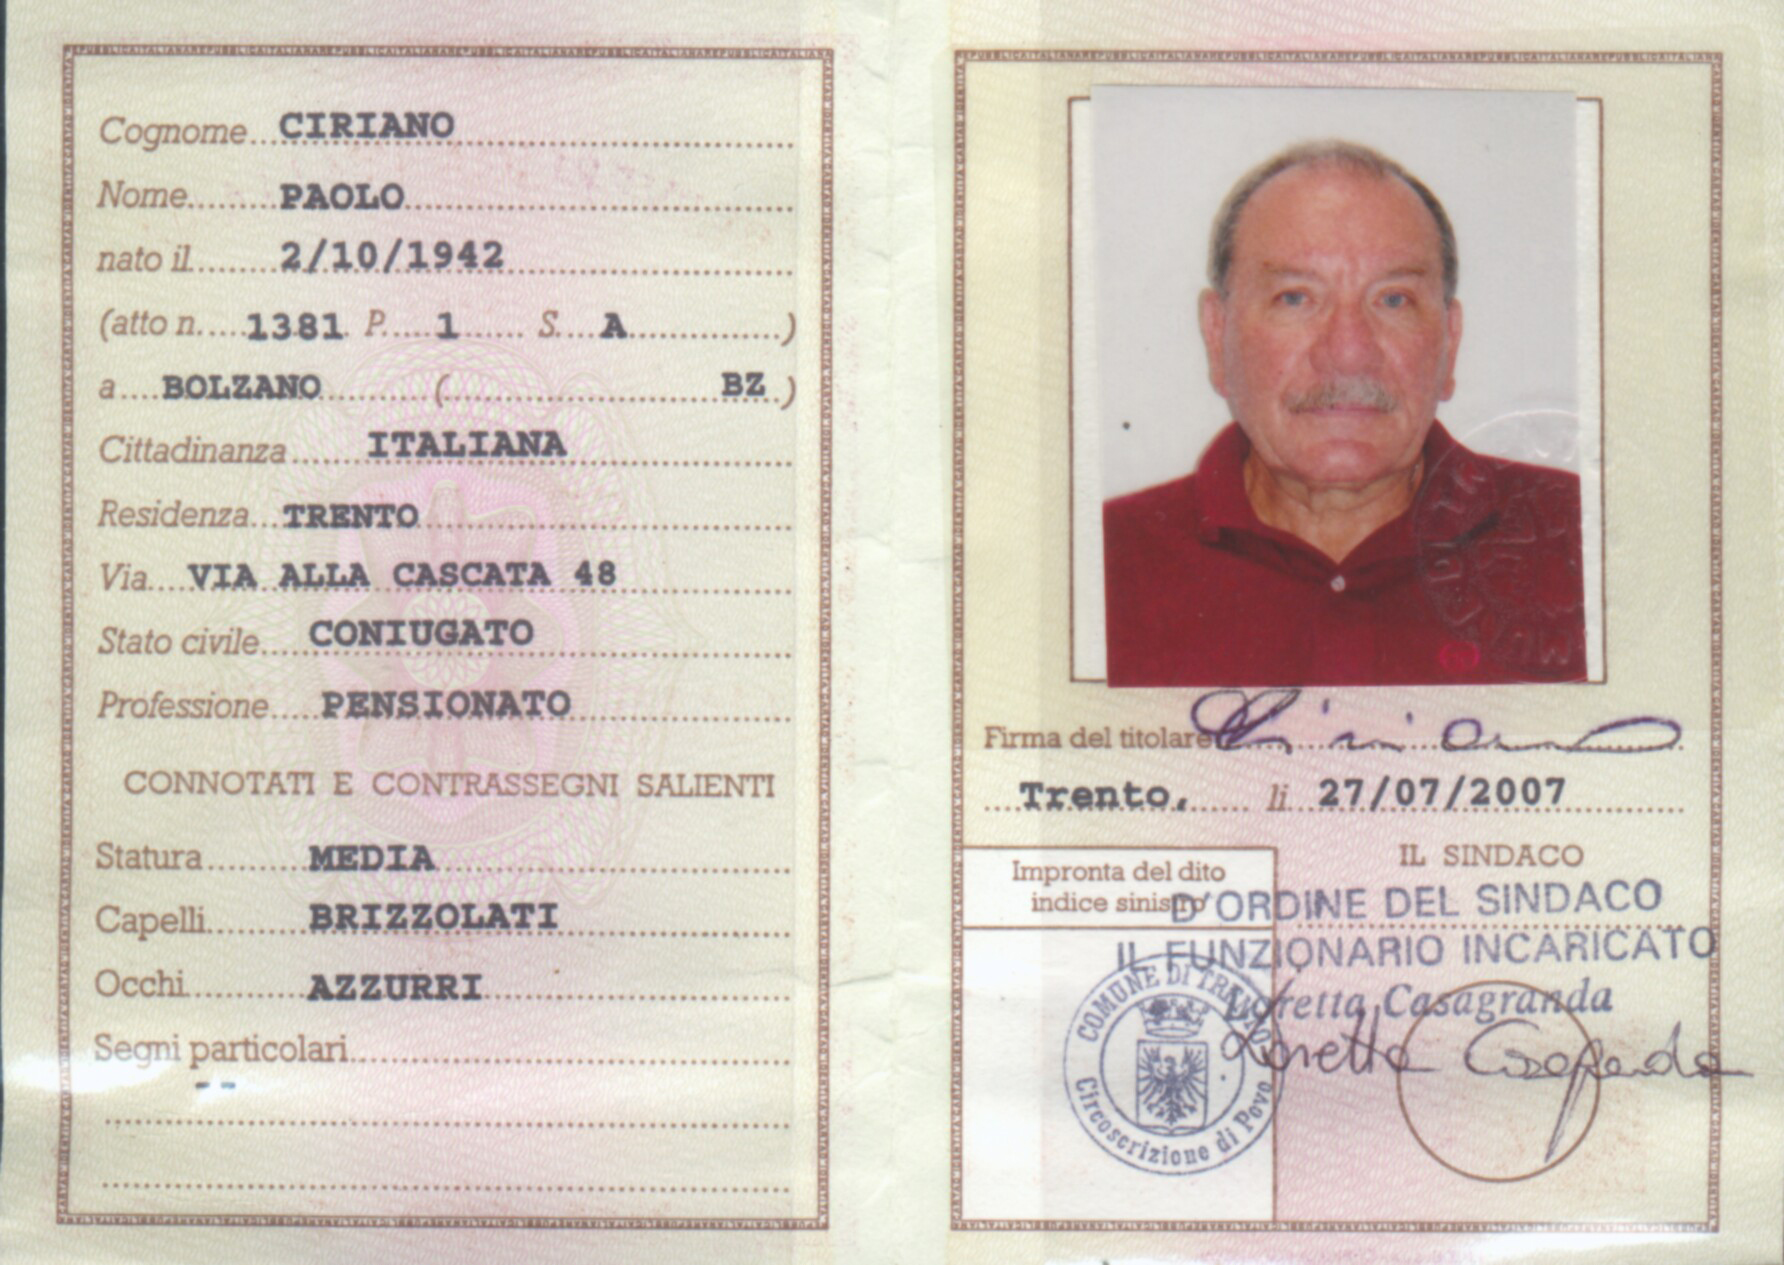 Cognome CIRIANO
Nome PAOLO
nato il 2/10/1942
(atto n. 1381 P. 1 S. A )
a BOLZANO ( BZ )
Cittadinanza ITALIANA
Residenza TRENTO
Via VIA ALLA CASCATA 48
Stato civile CONIUGATO
Professione PENSIONATO
CONNOTATI E CONTRASSEGNI SALIENTI
Statura MEDIA
Capelli BRIZZOLATI
Occhi AZZURRI
Segni particolari
--
Firma del titolare Ciriano
Trento, li 27/07/2007
Impronta del dito
indice sinistro
IL SINDACO
D'ORDINE DEL SINDACO
IL FUNZIONARIO INCARICATO
Loretta Casagranda
Loretta Casagranda
COMUNE DI TRENTO
Circoscrizione di Povo